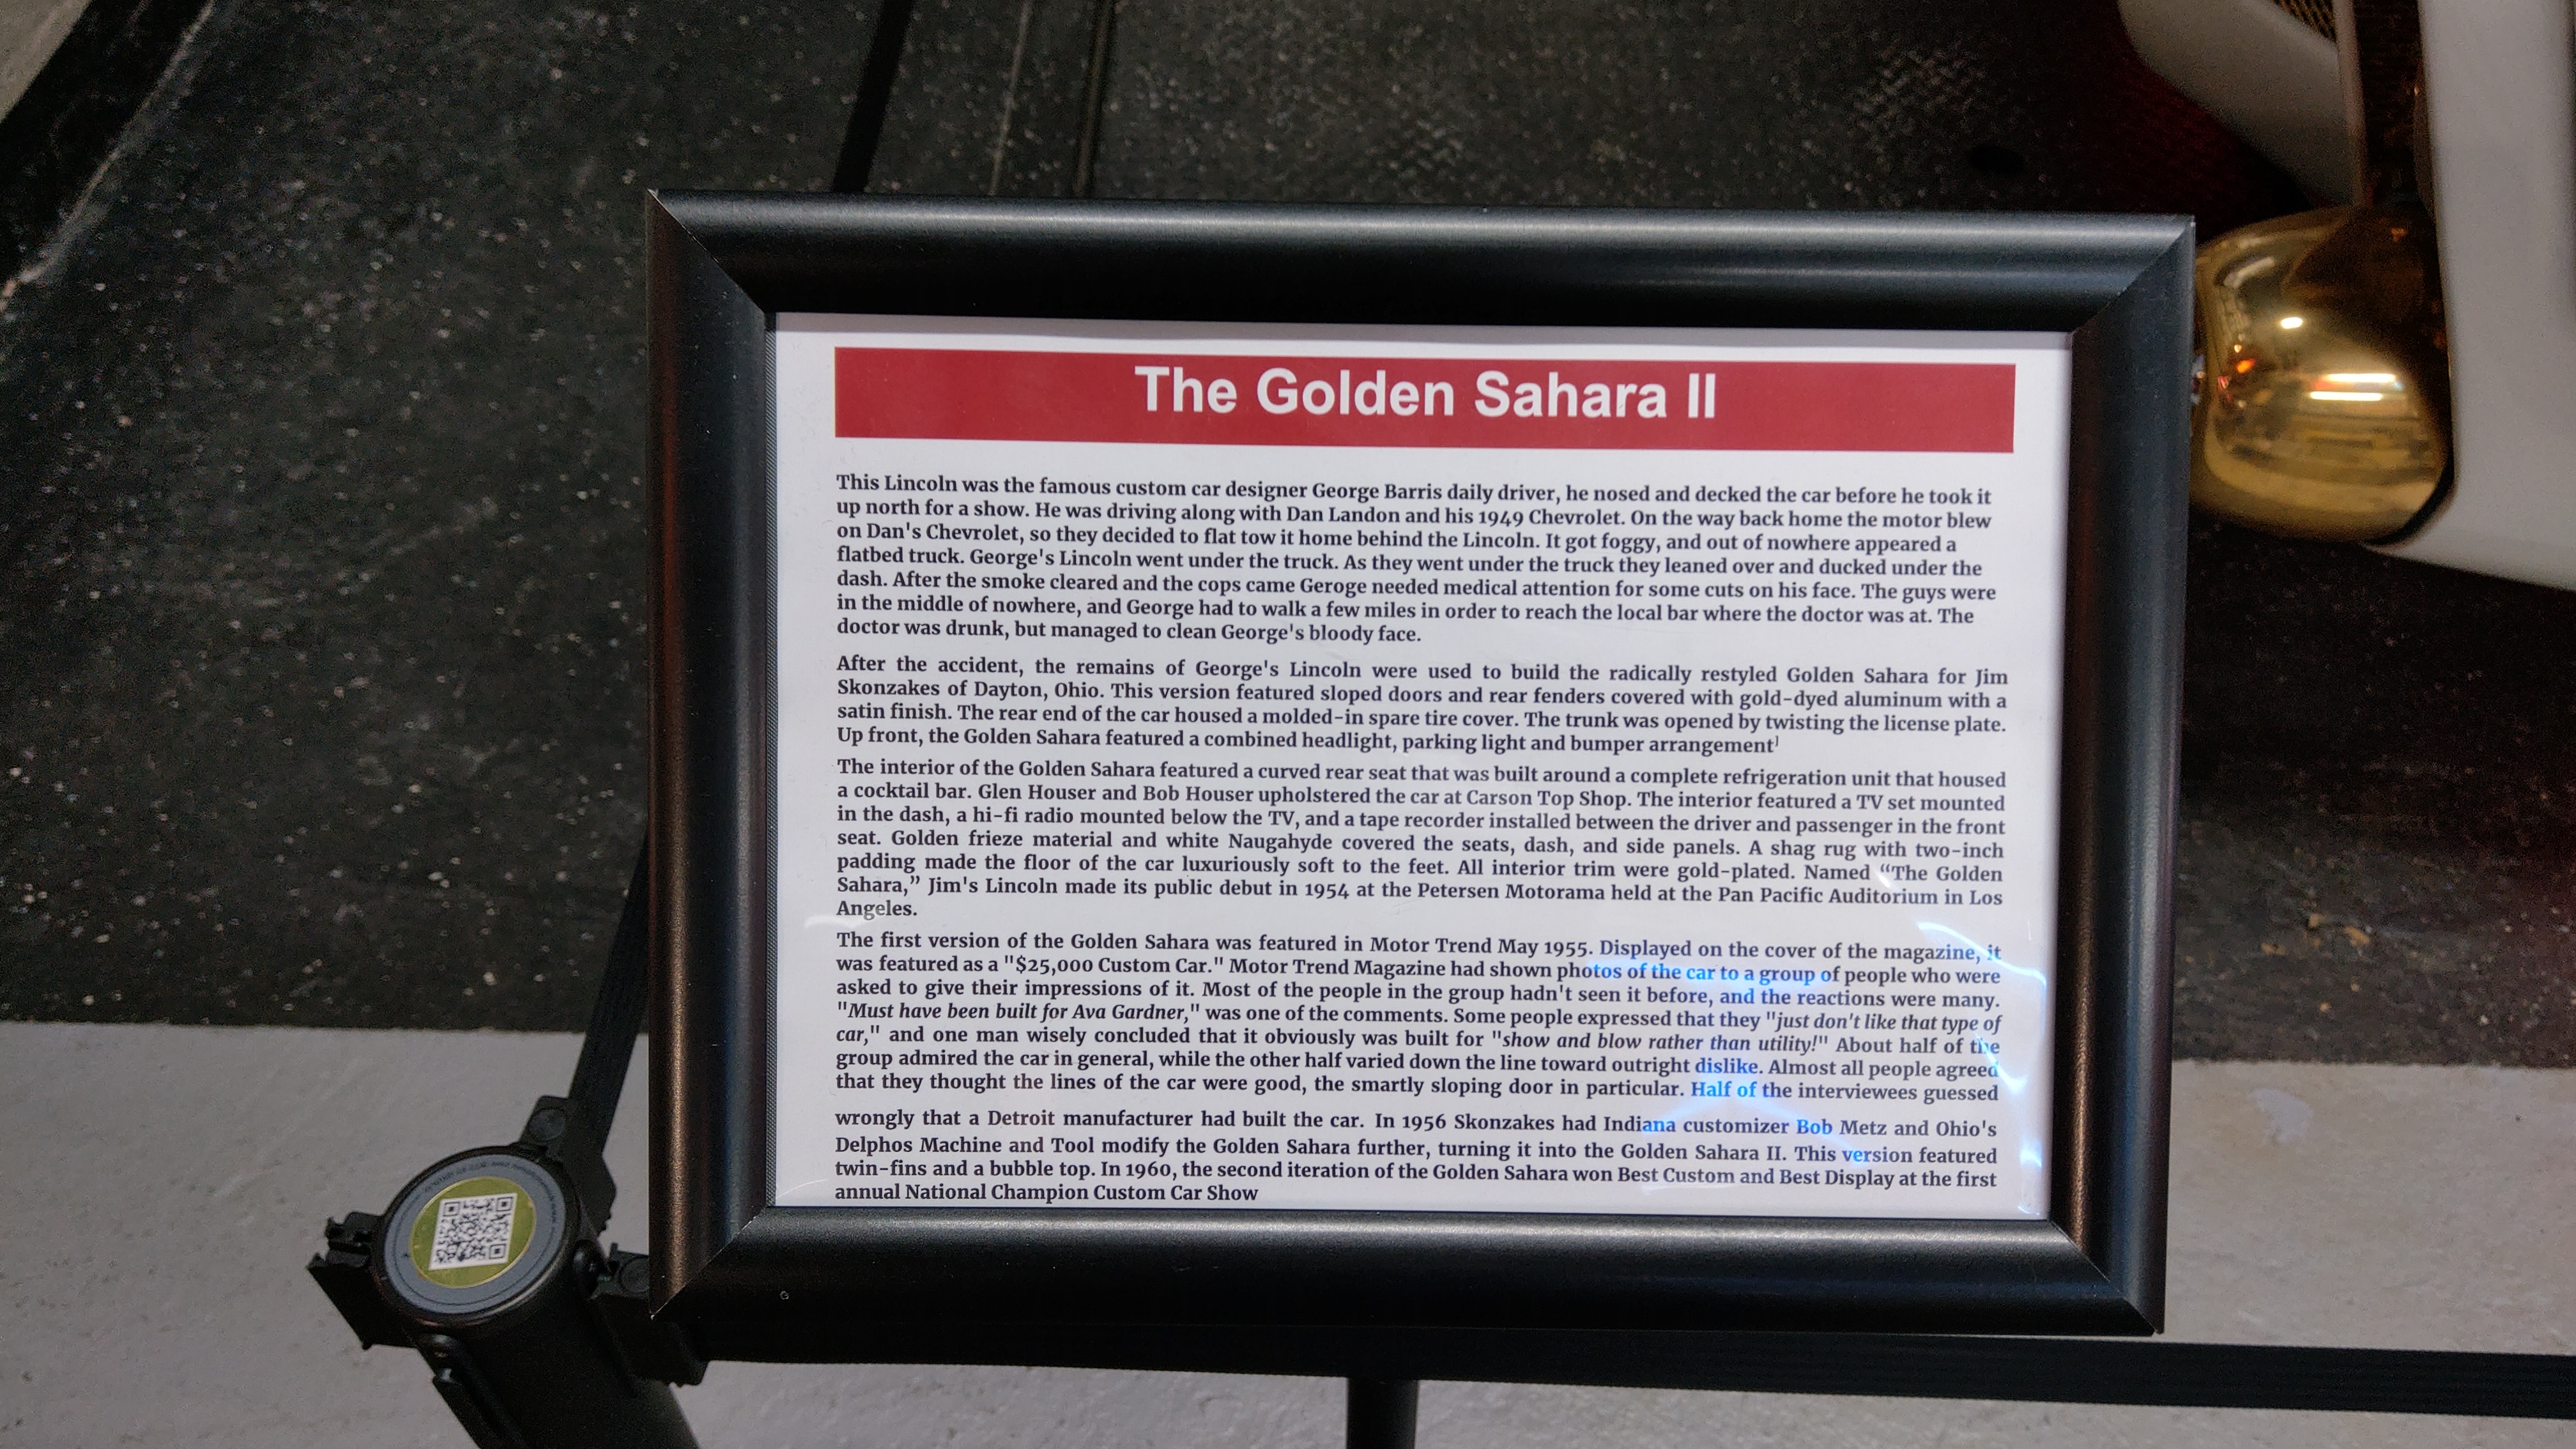 The Golden Sahara II
This Lincoln was the famous custom car designer George Barris daily driver, he nosed and decked the car before he took it
up north for a show. He was driving along with Dan Landon and his 1949 Chevrolet. On the way back home the motor blew
on Dan's Chevrolet, so they decided to flat tow it home behind the Lincoln. It got foggy, and out of nowhere appeared a
flatbed truck. George's Lincoln went under the truck. As they went under the truck they leaned over and ducked under the
dash. After the smoke cleared and the cops came Geroge needed medical attention for some cuts on his face. The guys were
in the middle of nowhere, and George had to walk a few miles in order to reach the local bar where the doctor was at. The
doctor was drunk, but managed to clean George's bloody face.
After the accident, the remains of George's Lincoln were used to build the radically restyled Golden Sahara for Jim
Skonzakes of Dayton, Ohio. This version featured sloped doors and rear fenders covered with gold-dyed aluminum with a
satin finish. The rear end of the car housed a molded-in spare tire cover. The trunk was opened by twisting the license plate.
Up front, the Golden Sahara featured a combined headlight, parking light and bumper arrangement
The interior of the Golden Sahara featured a curved rear seat that was built around a complete refrigeration unit that housed
a cocktail bar. Glen Houser and Bob Houser upholstered the car at Carson Top Shop. The interior featured a TV set mounted
in the dash, a hi-fi radio mounted below the TV, and a tape recorder installed between the driver and passenger in the front
seat. Golden frieze material and white Naugahyde covered the seats, dash, and side panels. A shag rug with two-inch
padding made the floor of the car luxuriously soft to the feet. All interior trim were gold-plated. Named “The Golden
Sahara,” Jim's Lincoln made its public debut in 1954 at the Petersen Motorama held at the Pan Pacific Auditorium in Los
Angeles.
The first version of the Golden Sahara was featured in Motor Trend May 1955. Displayed on the cover of the magazine, it
was featured as a "$25,000 Custom Car." Motor Trend Magazine had shown photos of the car to a group of people who were
asked to give their impressions of it. Most of the people in the group hadn't seen it before, and the reactions were many.
"Must have been built for Ava Gardner," was one of the comments. Some people expressed that they "just don't like that type of
car," and one man wisely concluded that it obviously was built for "show and blow rather than utility!" About half of the
group admired the car in general, while the other half varied down the line toward outright dislike. Almost all people agreed
that they thought the lines of the car were good, the smartly sloping door in particular. Half of the interviewees guessed
wrongly that a Detroit manufacturer had built the car. In 1956 Skonzakes had Indiana customizer Bob Metz and Ohio's
Delphos Machine and Tool modify the Golden Sahara further, turning it into the Golden Sahara II. This version featured
twin-fins and a bubble top. In 1960, the second iteration of the Golden Sahara won Best Custom and Best Display at the first
annual National Champion Custom Car Show